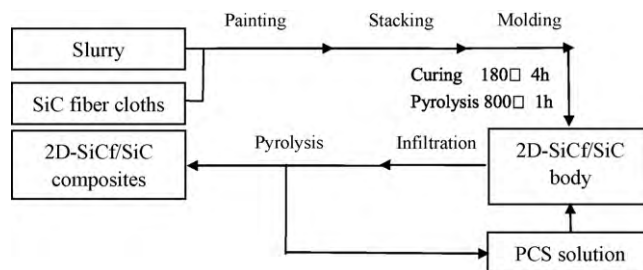 Painting Stacking Molding
Slurry
Curing 180□ 4h
SiC fiber cloths
Pyrolysis 800□ 1h
Pyrolysis Infiltration
2D-SiCf/SiC
composites
2D-SiCf/SiC
body
PCS solution